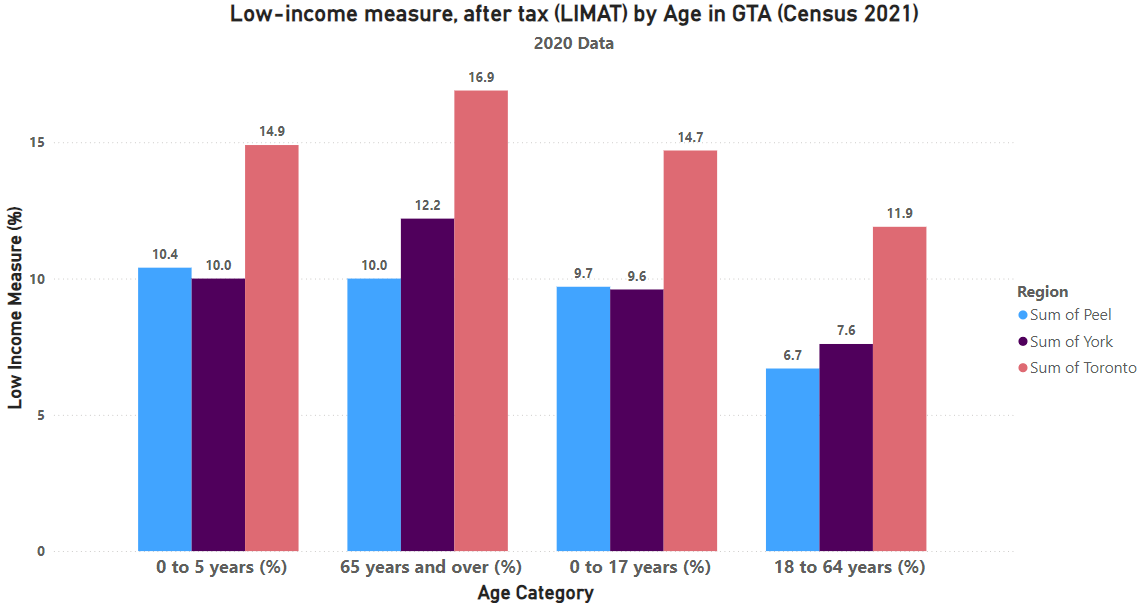 Low-income measure, after tax (LIMAT) by Age in GTA (Census 2021)
2020 Data
Low Income Measure (%)
15
10
5
0
14.9
10.4
10.0
16.9
12.2
10.0
14.7
9.7
9.6
11.9
7.6
6.7
0 to 5 years (%)
65 years and over (%)
0 to 17 years (%)
18 to 64 years (%)
Age Category
Region
Sum of Peel
Sum of York
Sum of Toronto